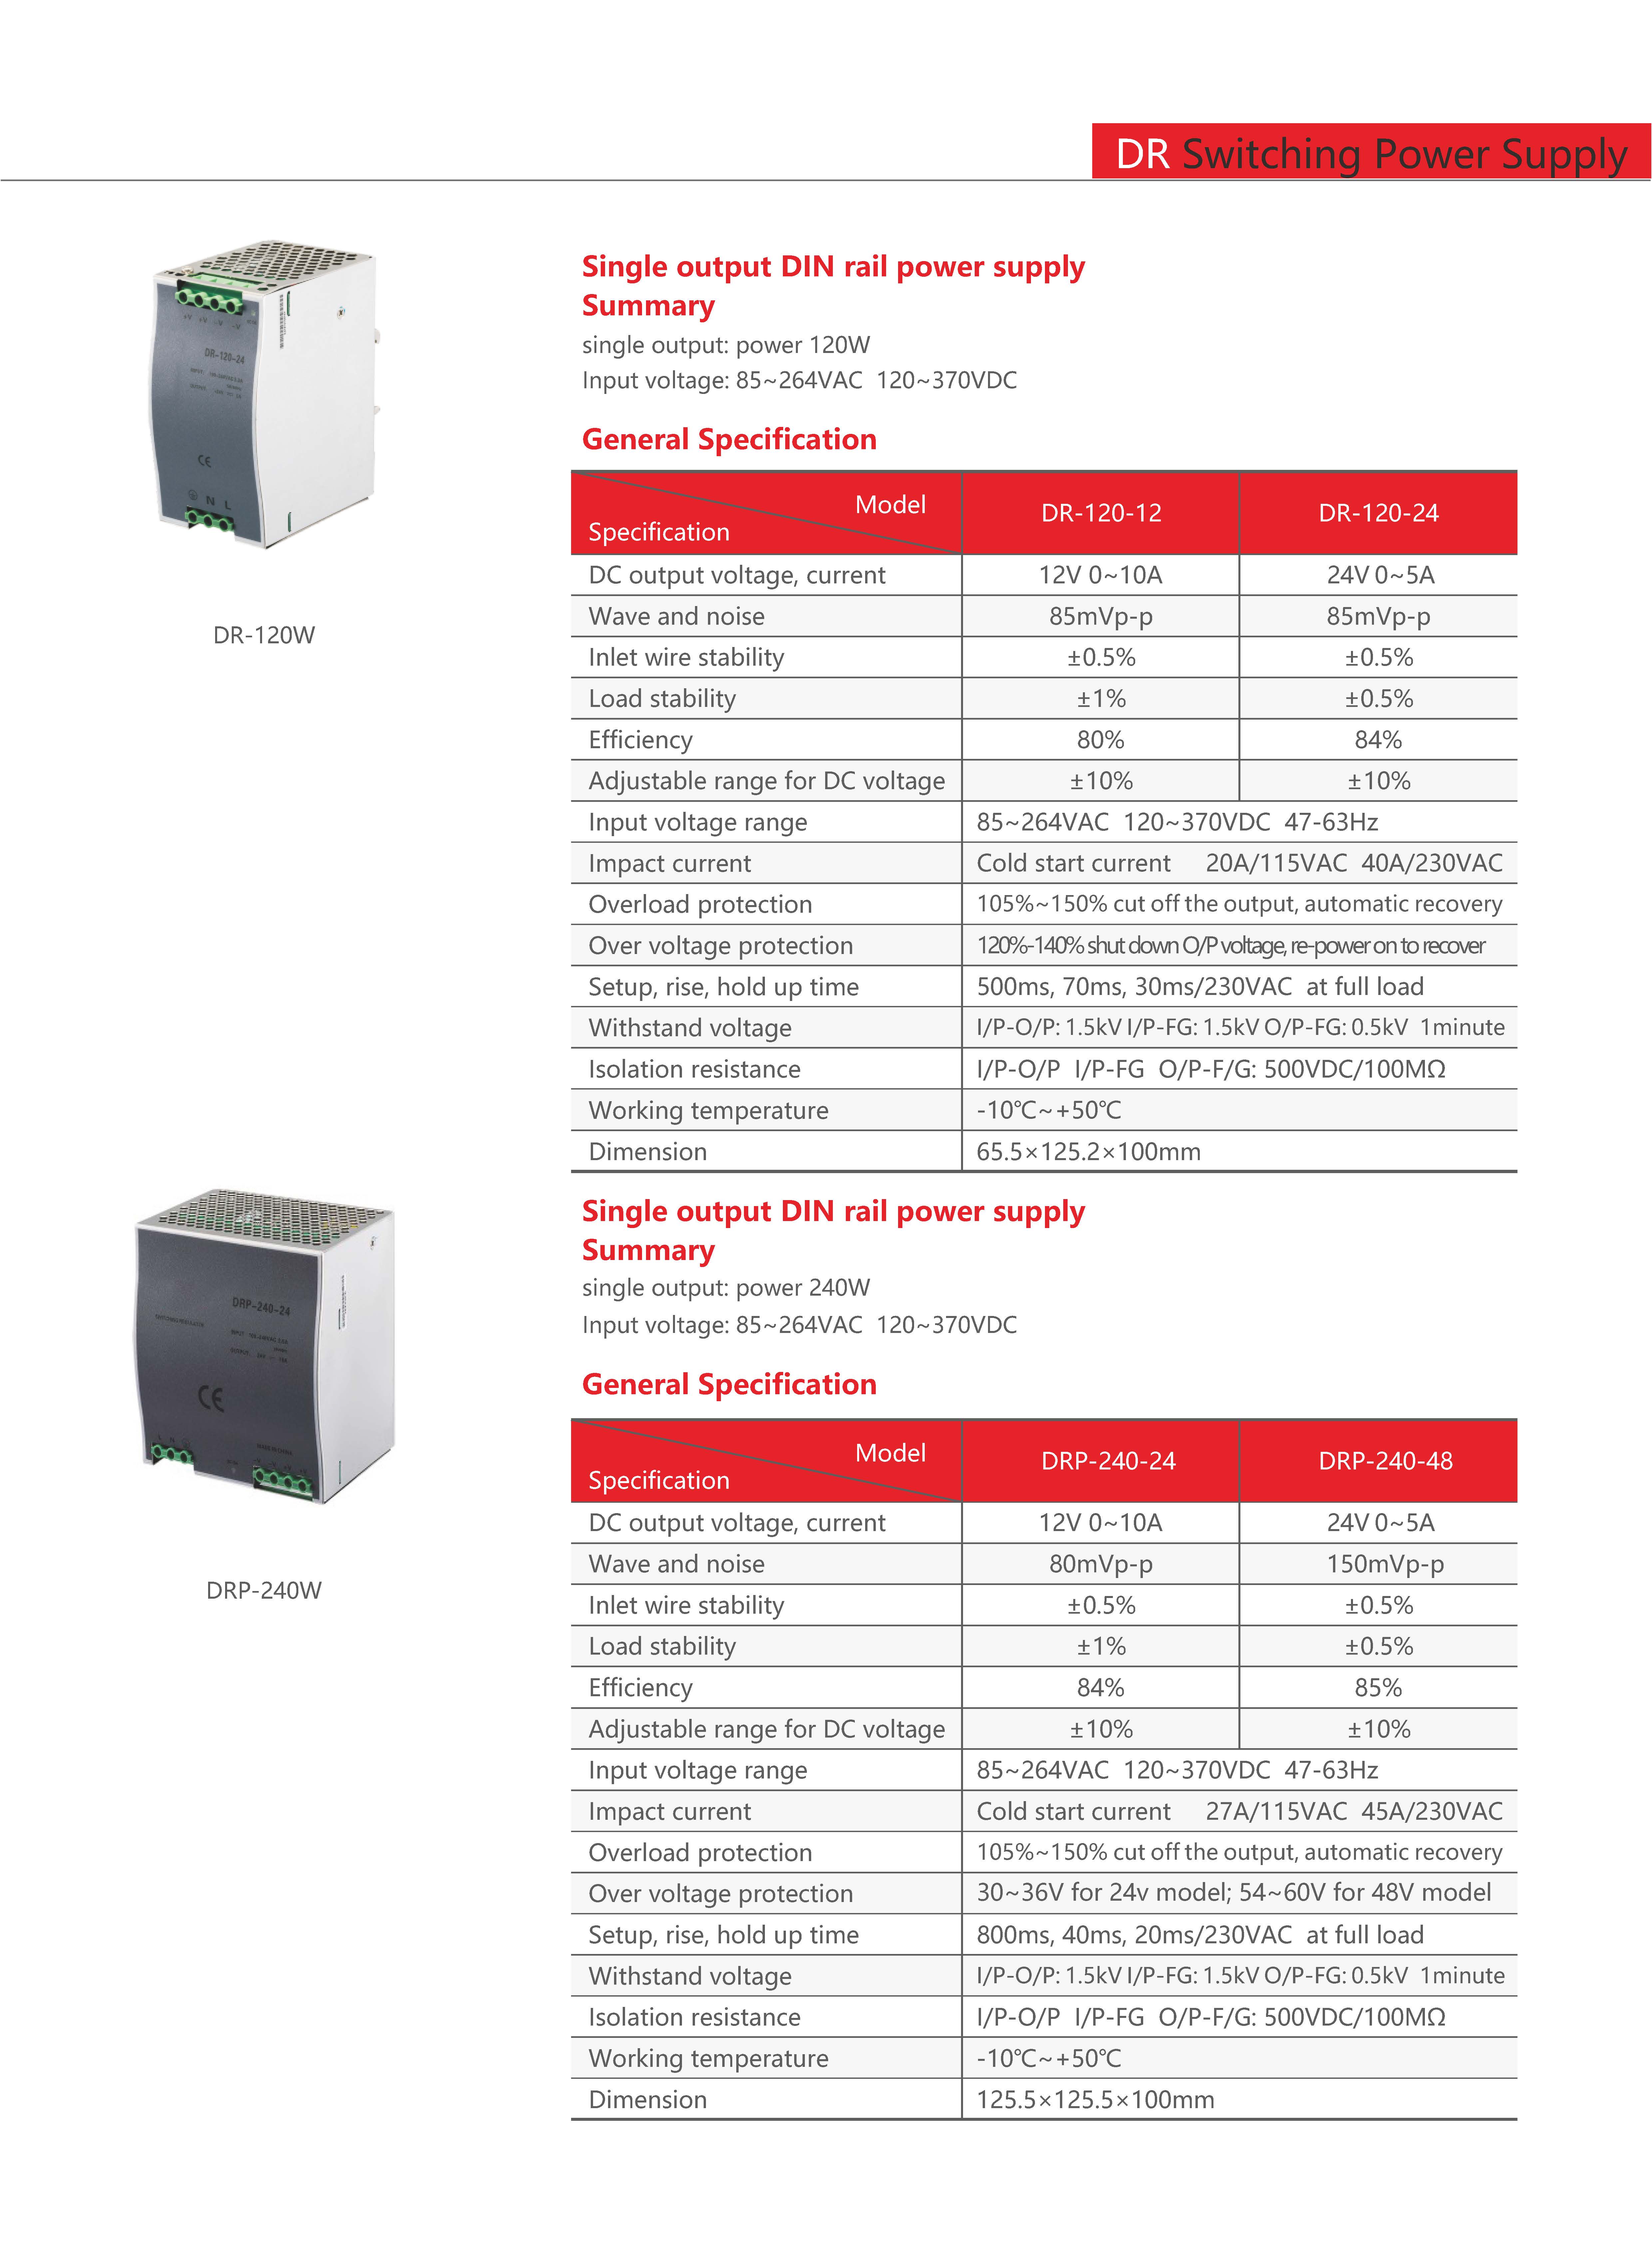 DR Switching Power Supply
Single output DIN rail power supply
Summary
single output: power 120W
Input voltage: 85~264VAC 120~370VDC
General Specification
DR-120-24
CE
N L
DR-120W
Model
Specification DR-120-12 DR-120-24
DC output voltage, current 12V 0~10A 24V 0~5A
Wave and noise 85mVp-p 85mVp-p
Inlet wire stability ±0.5% ±0.5%
Load stability ±1% ±0.5%
Efficiency 80% 84%
Adjustable range for DC voltage ±10% ±10%
Input voltage range 85~264VAC 120~370VDC 47-63Hz
Impact current Cold start current 20A/115VAC 40A/230VAC
Overload protection 105%~150% cut off the output, automatic recovery
Over voltage protection 120%-140% shut down O/P voltage, re-power on to recover
Setup, rise, hold up time 500ms, 70ms, 30ms/230VAC at full load
Withstand voltage I/P-O/P: 1.5kV I/P-FG: 1.5kV O/P-FG: 0.5kV 1minute
Isolation resistance I/P-O/P I/P-FG O/P-F/G: 500VDC/100MΩ
Working temperature -10℃~+50℃
Dimension 65.5×125.2×100mm
Single output DIN rail power supply
Summary
single output: power 240W
Input voltage: 85~264VAC 120~370VDC
General Specification
DRP-240-24
CE
DRP-240W
Model
Specification DRP-240-24 DRP-240-48
DC output voltage, current 12V 0~10A 24V 0~5A
Wave and noise 80mVp-p 150mVp-p
Inlet wire stability ±0.5% ±0.5%
Load stability ±1% ±0.5%
Efficiency 84% 85%
Adjustable range for DC voltage ±10% ±10%
Input voltage range 85~264VAC 120~370VDC 47-63Hz
Impact current Cold start current 27A/115VAC 45A/230VAC
Overload protection 105%~150% cut off the output, automatic recovery
Over voltage protection 30~36V for 24v model; 54~60V for 48V model
Setup, rise, hold up time 800ms, 40ms, 20ms/230VAC at full load
Withstand voltage I/P-O/P: 1.5kV I/P-FG: 1.5kV O/P-FG: 0.5kV 1minute
Isolation resistance I/P-O/P I/P-FG O/P-F/G: 500VDC/100MΩ
Working temperature -10℃~+50℃
Dimension 125.5×125.5×100mm